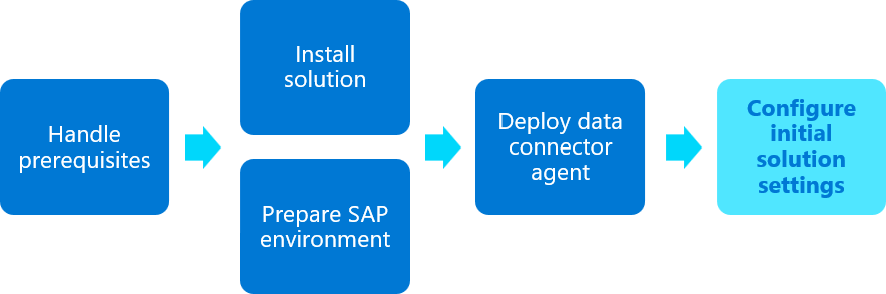 Handle
prerequisites
Install
solution
Prepare SAP
environment
Deploy data
connector
agent
Configure
initial
solution
settings